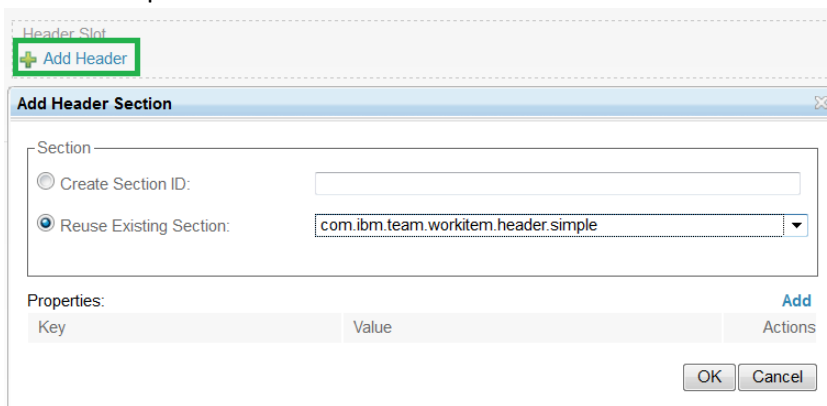 Header Slot
Add Header
Add Header Section
Section
Create Section ID:
Reuse Existing Section: com.ibm.team.workitem.header.simple
Properties: Add
Key Value Actions
OK Cancel